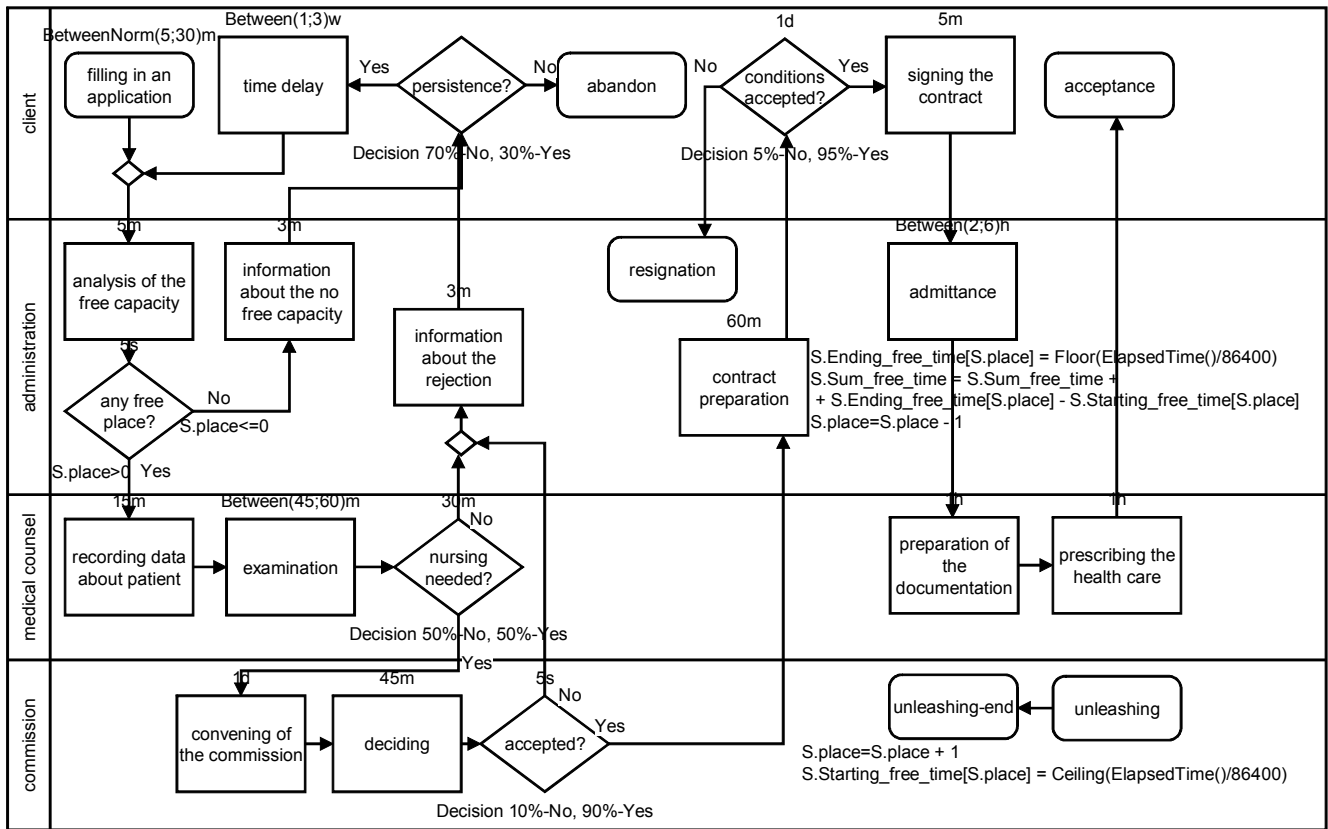 client
Between(1;3)w
1d
5m
BetweenNorm(5;30)m
filling in an
application
time delay
Yes
persistence?
No
abandon
No
conditions
accepted?
Yes
signing the
contract
acceptance
Decision 70%-No, 30%-Yes
Decision 5%-No, 95%-Yes
administration
5m
3m
Between(2;6)h
analysis of the
free capacity
information
about the no
free capacity
resignation
admittance
3m
60m
5s
information
about the
rejection
contract
preparation
S.Ending_free_time[S.place] = Floor(ElapsedTime()/86400)
S.Sum_free_time = S.Sum_free_time +
+ S.Ending_free_time[S.place] - S.Starting_free_time[S.place]
S.place=S.place - 1
any free
place?
No
S.place<=0
S.place>0
Yes
medical counsel
15m
Between(45;60)m
30m
1h
1h
No
recording data
about patient
examination
nursing
needed?
preparation of
the
documentation
prescribing the
health care
Decision 50%-No, 50%-Yes
Yes
commission
1d
45m
5s
No
Yes
convening of
the commission
deciding
accepted?
unleashing-end
unleashing
S.place=S.place + 1
S.Starting_free_time[S.place] = Ceiling(ElapsedTime()/86400)
Decision 10%-No, 90%-Yes